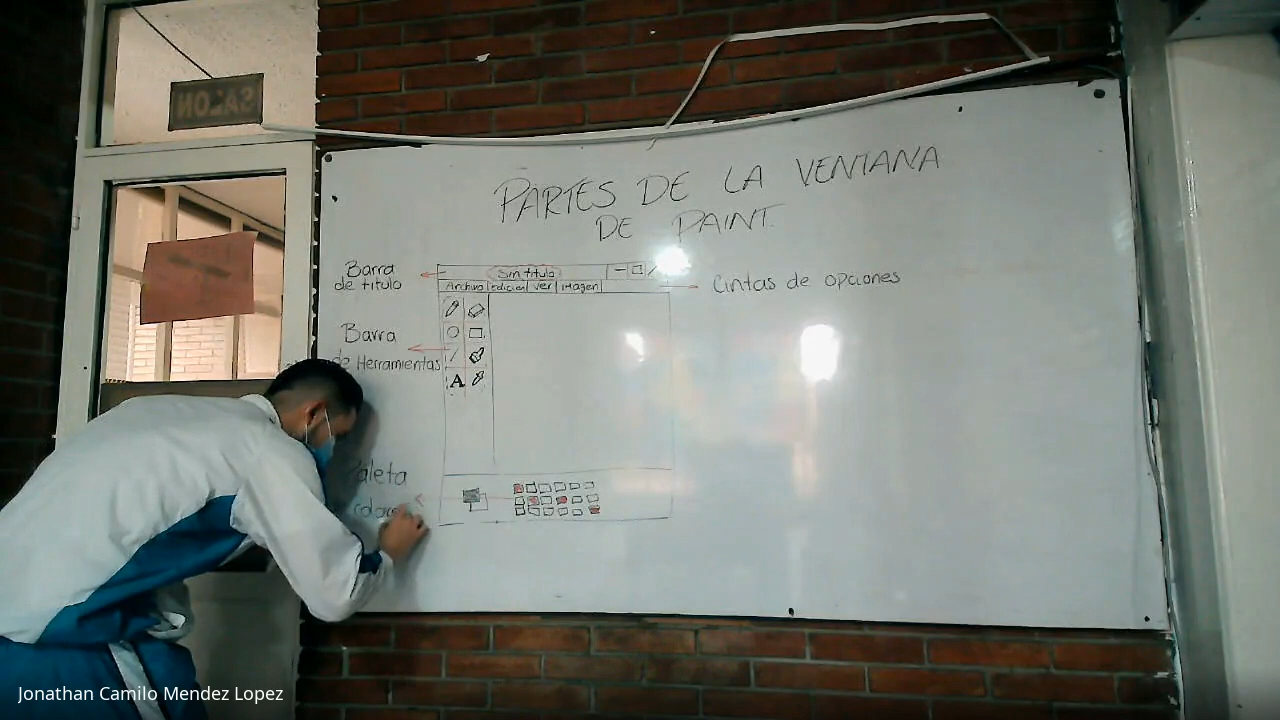 SALON
PARTES DE LA VENTANA
DE PAINT
Barra
de titulo
Sin titulo
Archivo edicion ver imagen
Cintas de opciones
Barra
de Herramientas
A
Paleta
colores
Jonathan Camilo Mendez Lopez